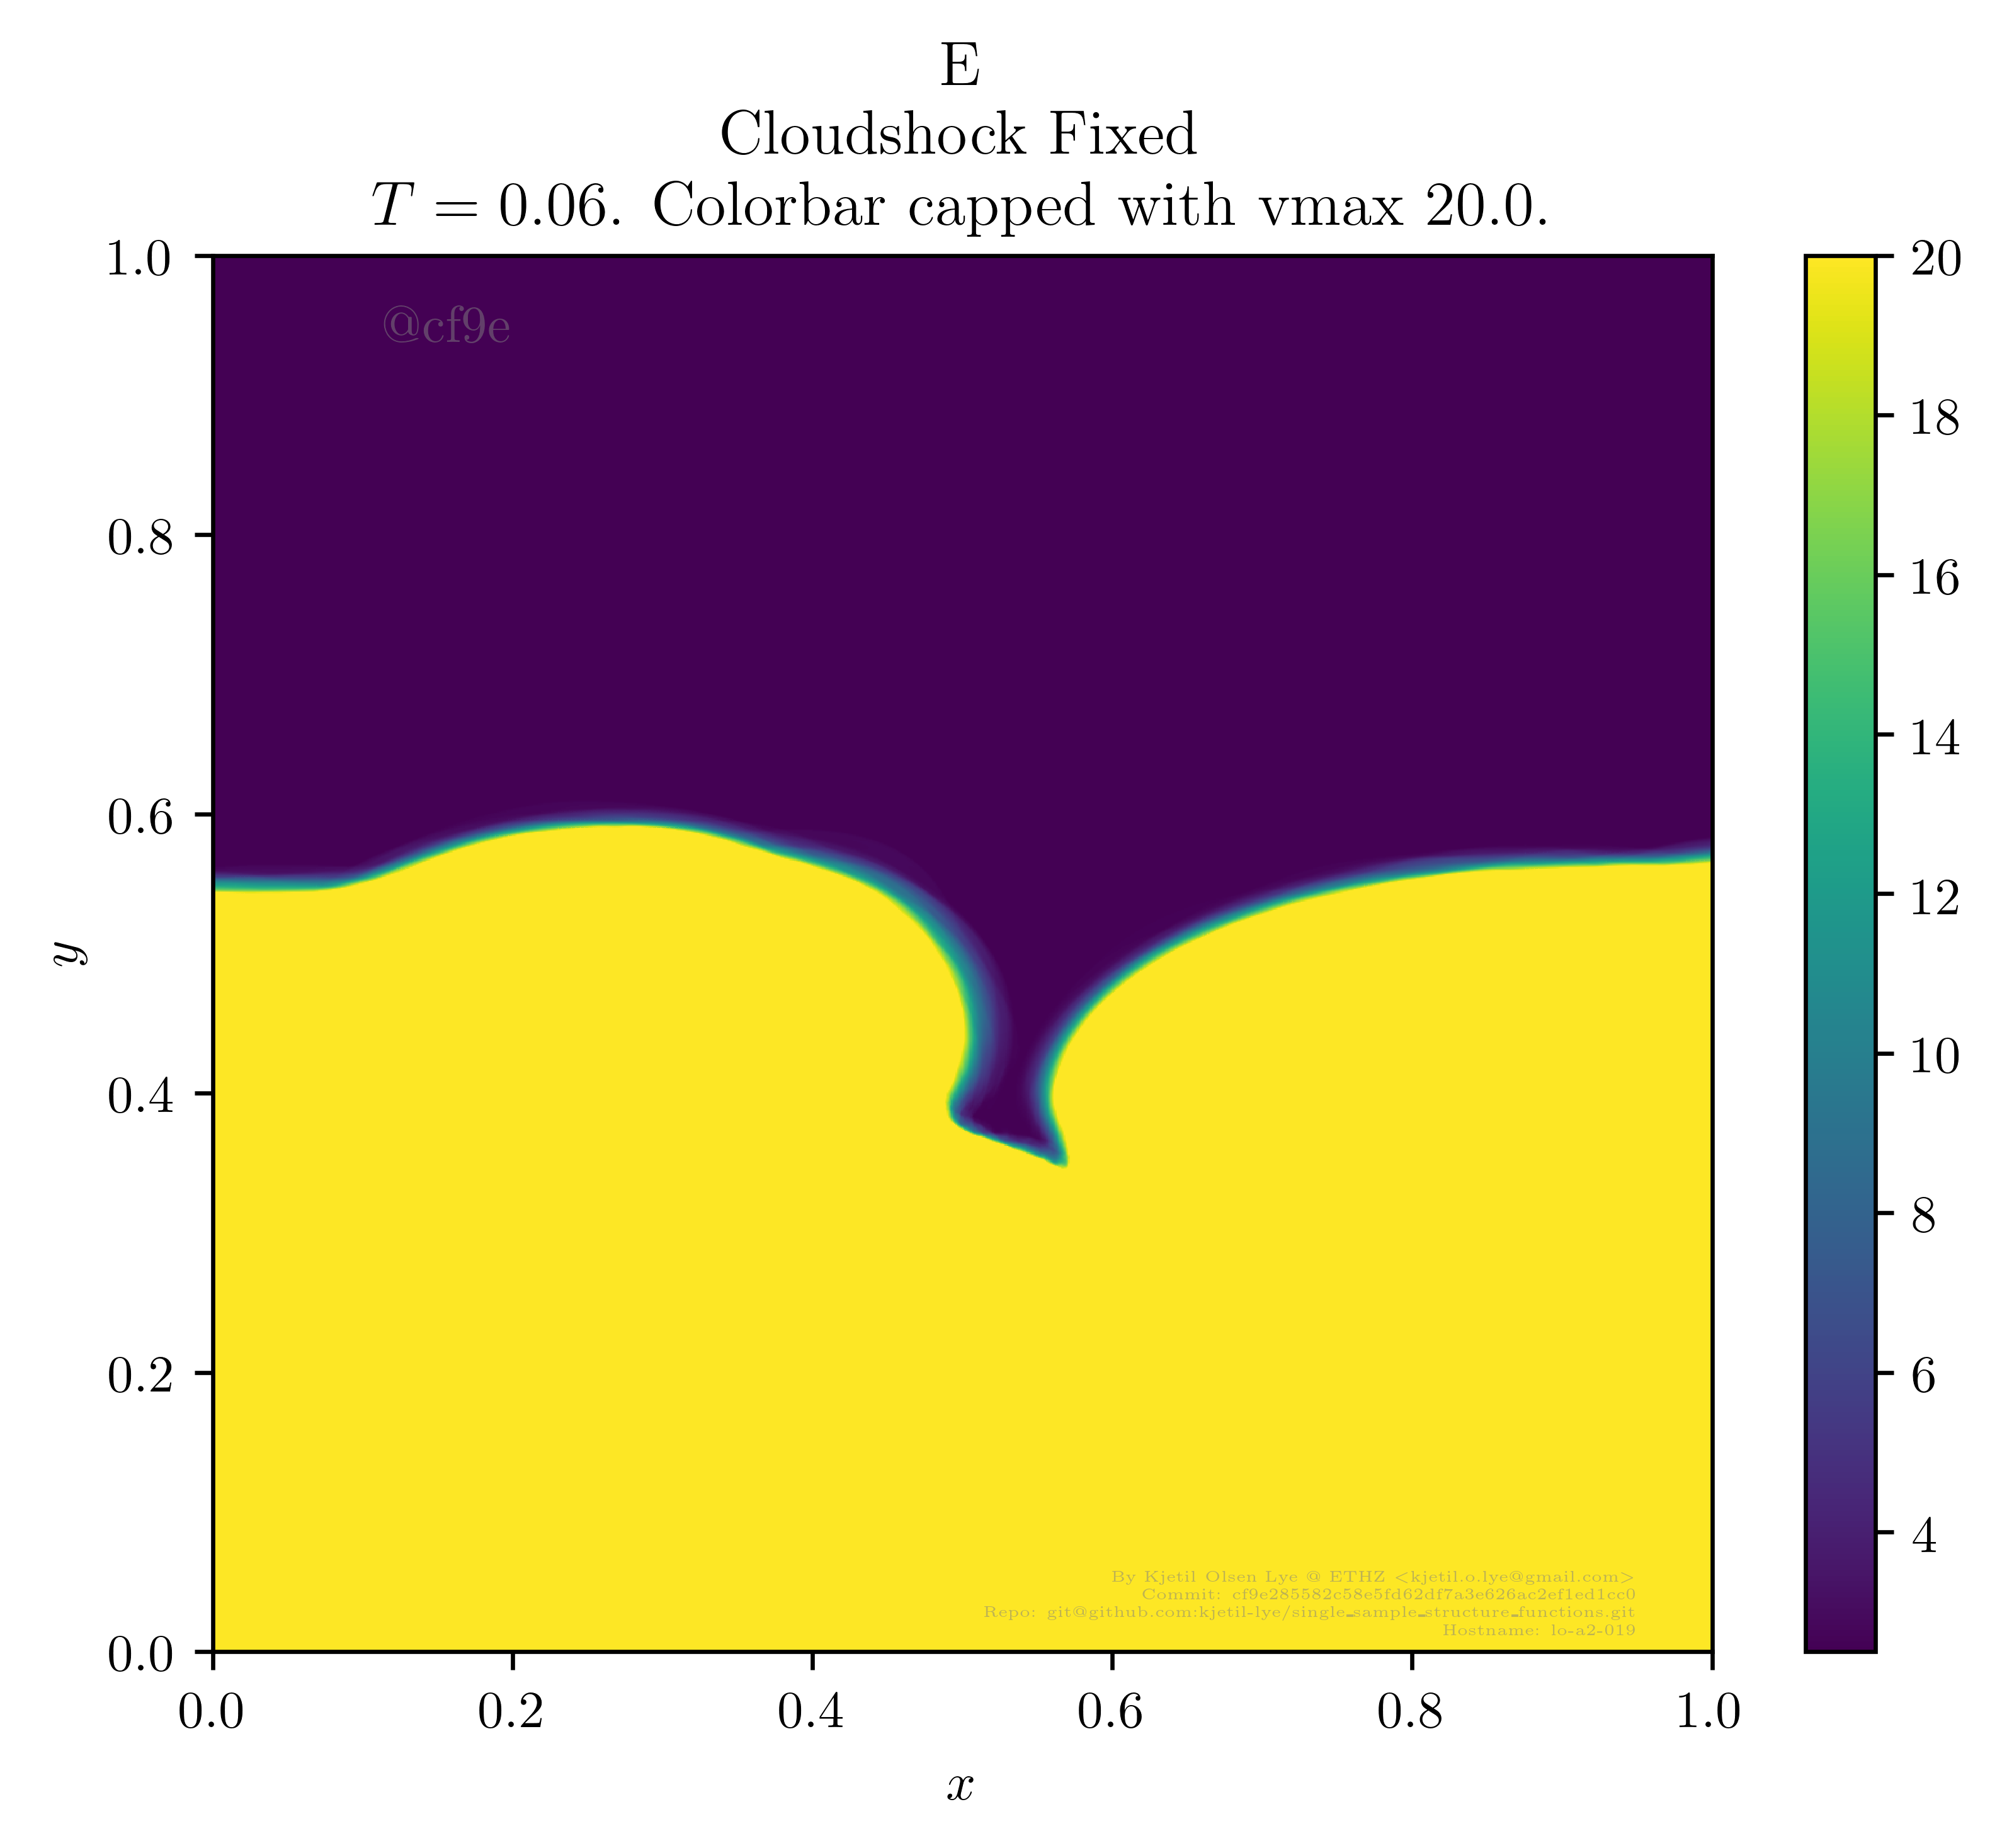 E
Cloudshock Fixed
T = 0.06. Colorbar capped with vmax 20.0.
@cf9e
1.0
0.8
0.6
0.4
0.2
0.0
y
0.0 0.2 0.4 0.6 0.8 1.0
x
20
18
16
14
12
10
8
6
4
By Kjetil Olsen Lye @ ETHZ <kjetil.o.lye@gmail.com>
Commit: cf9e285582c58e5fd62df7a3e626ac2ef1ed1cc0
Repo: git@github.com:kjetil-lye/single_sample_structure_functions.git
Hostname: lo-a2-019